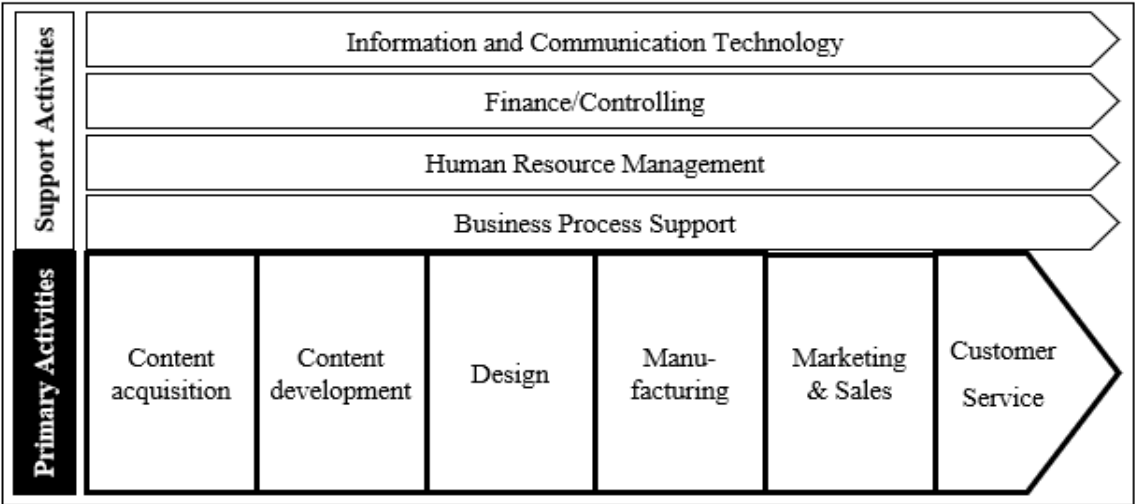 Support Activities
Information and Communication Technology
Finance/Controlling
Human Resource Management
Business Process Support
Primary Activities
Content
acquisition
Content
development
Design
Manu-
facturing
Marketing
& Sales
Customer
Service